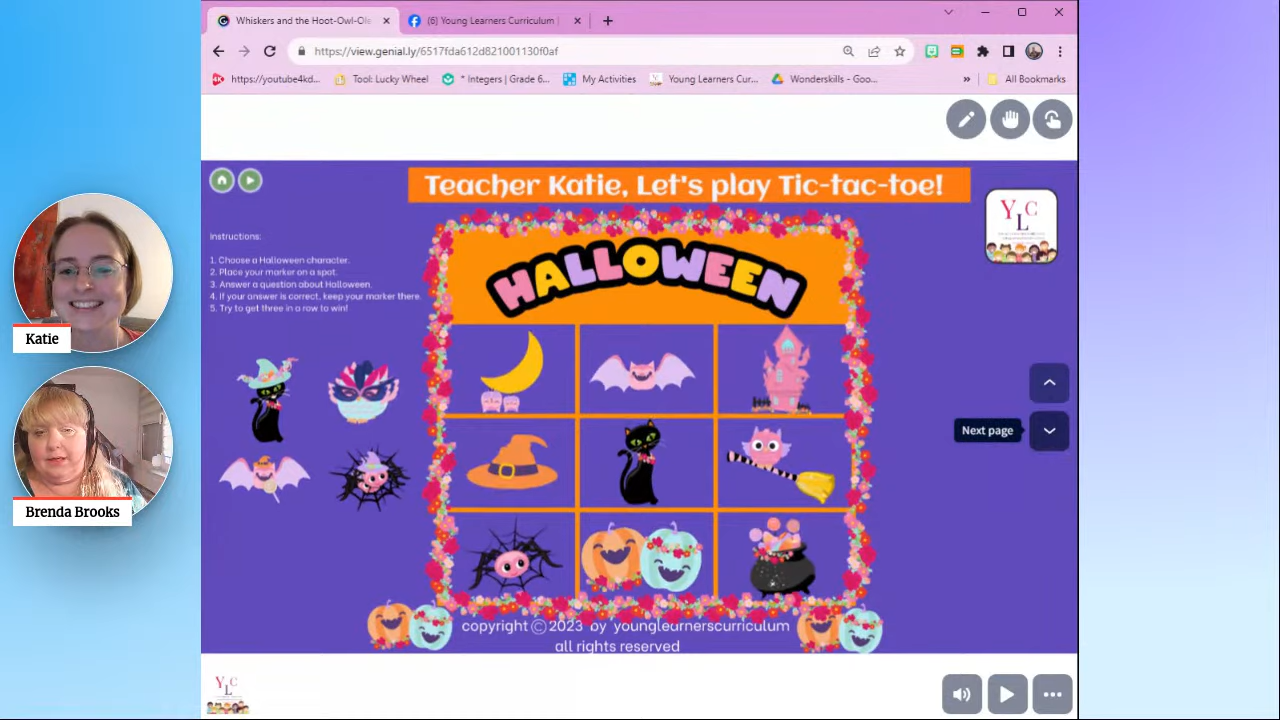 Whiskers and the Hoot-Owl-Ole
(6) Young Learners Curriculum
https://view.genial.ly/6517fda612d821001130f0af
https://youtube4kd...
Tool: Lucky Wheel
* Integers | Grade 6...
My Activities
Young Learners Cur...
Wonderskills - Goo...
»
All Bookmarks
Teacher Katie, Let's play Tic-tac-toe!
YLC
Instructions:
1. Choose a Halloween character.
2. Place your marker on a spot.
3. Answer a question about Halloween.
4. If your answer is correct, keep your marker there.
5. Try to get three in a row to win!
HALLOWEEN
Katie
Brenda Brooks
Next page
copyright ©2023 by younglearnerscurriculum
all rights reserved
YLC